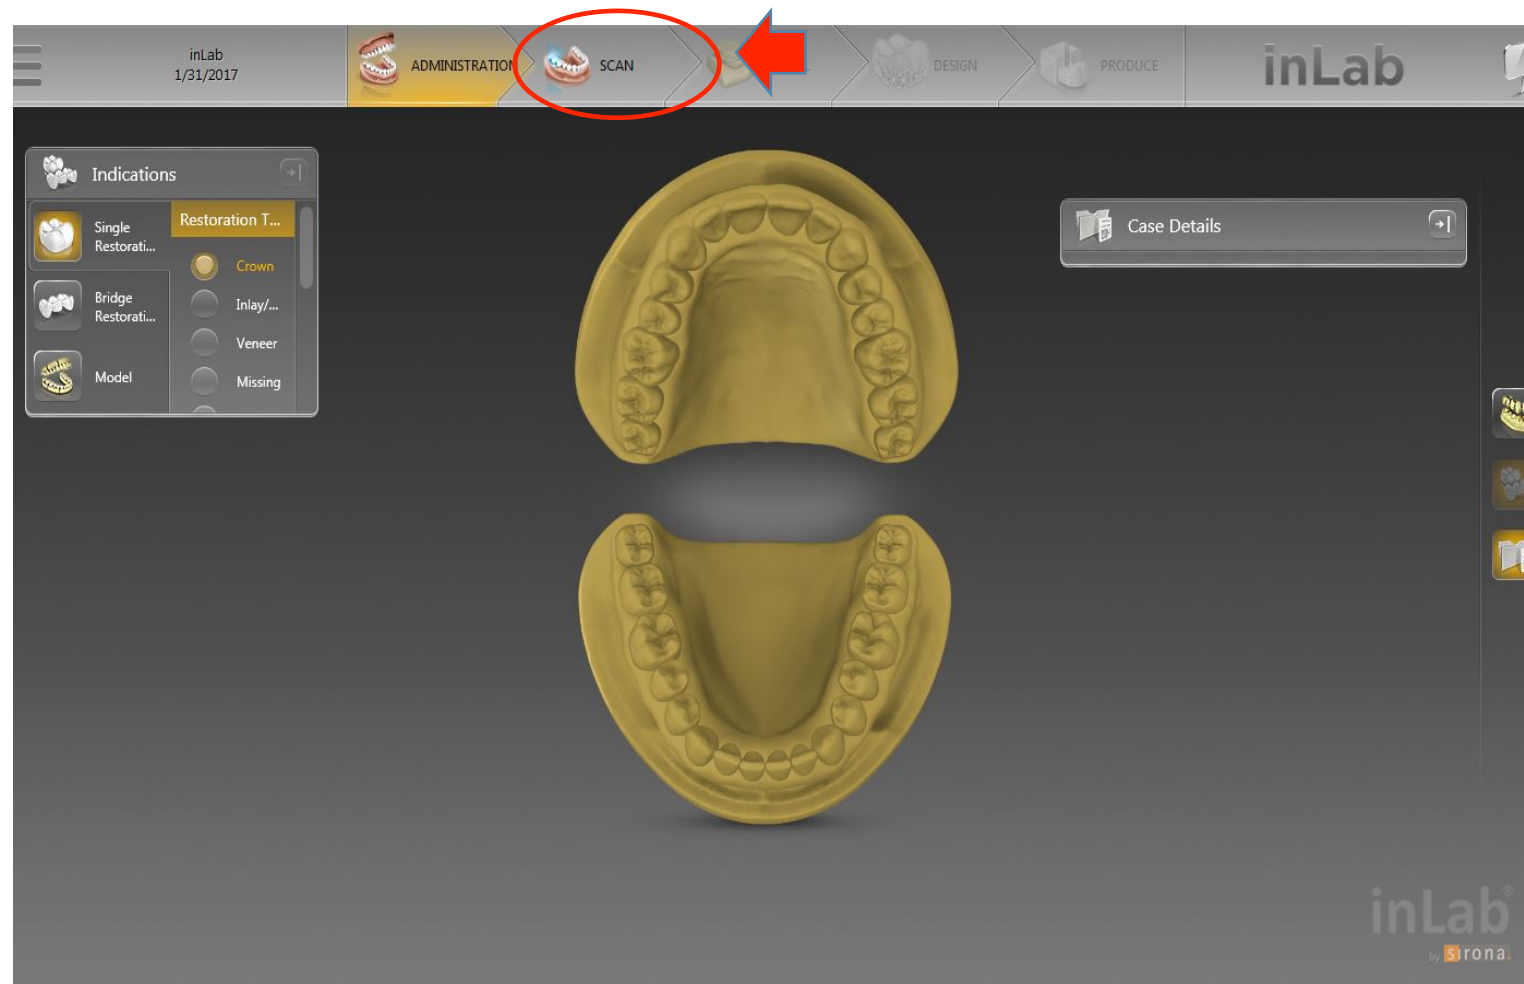 inLab
1/31/2017
ADMINISTRATION
SCAN
DESIGN
PRODUCE
inLab
Indications
Single
Restorati...
Bridge
Restorati...
Model
Restoration T...
Crown
Inlay/...
Veneer
Missing
Case Details
inLab®
by sirona.